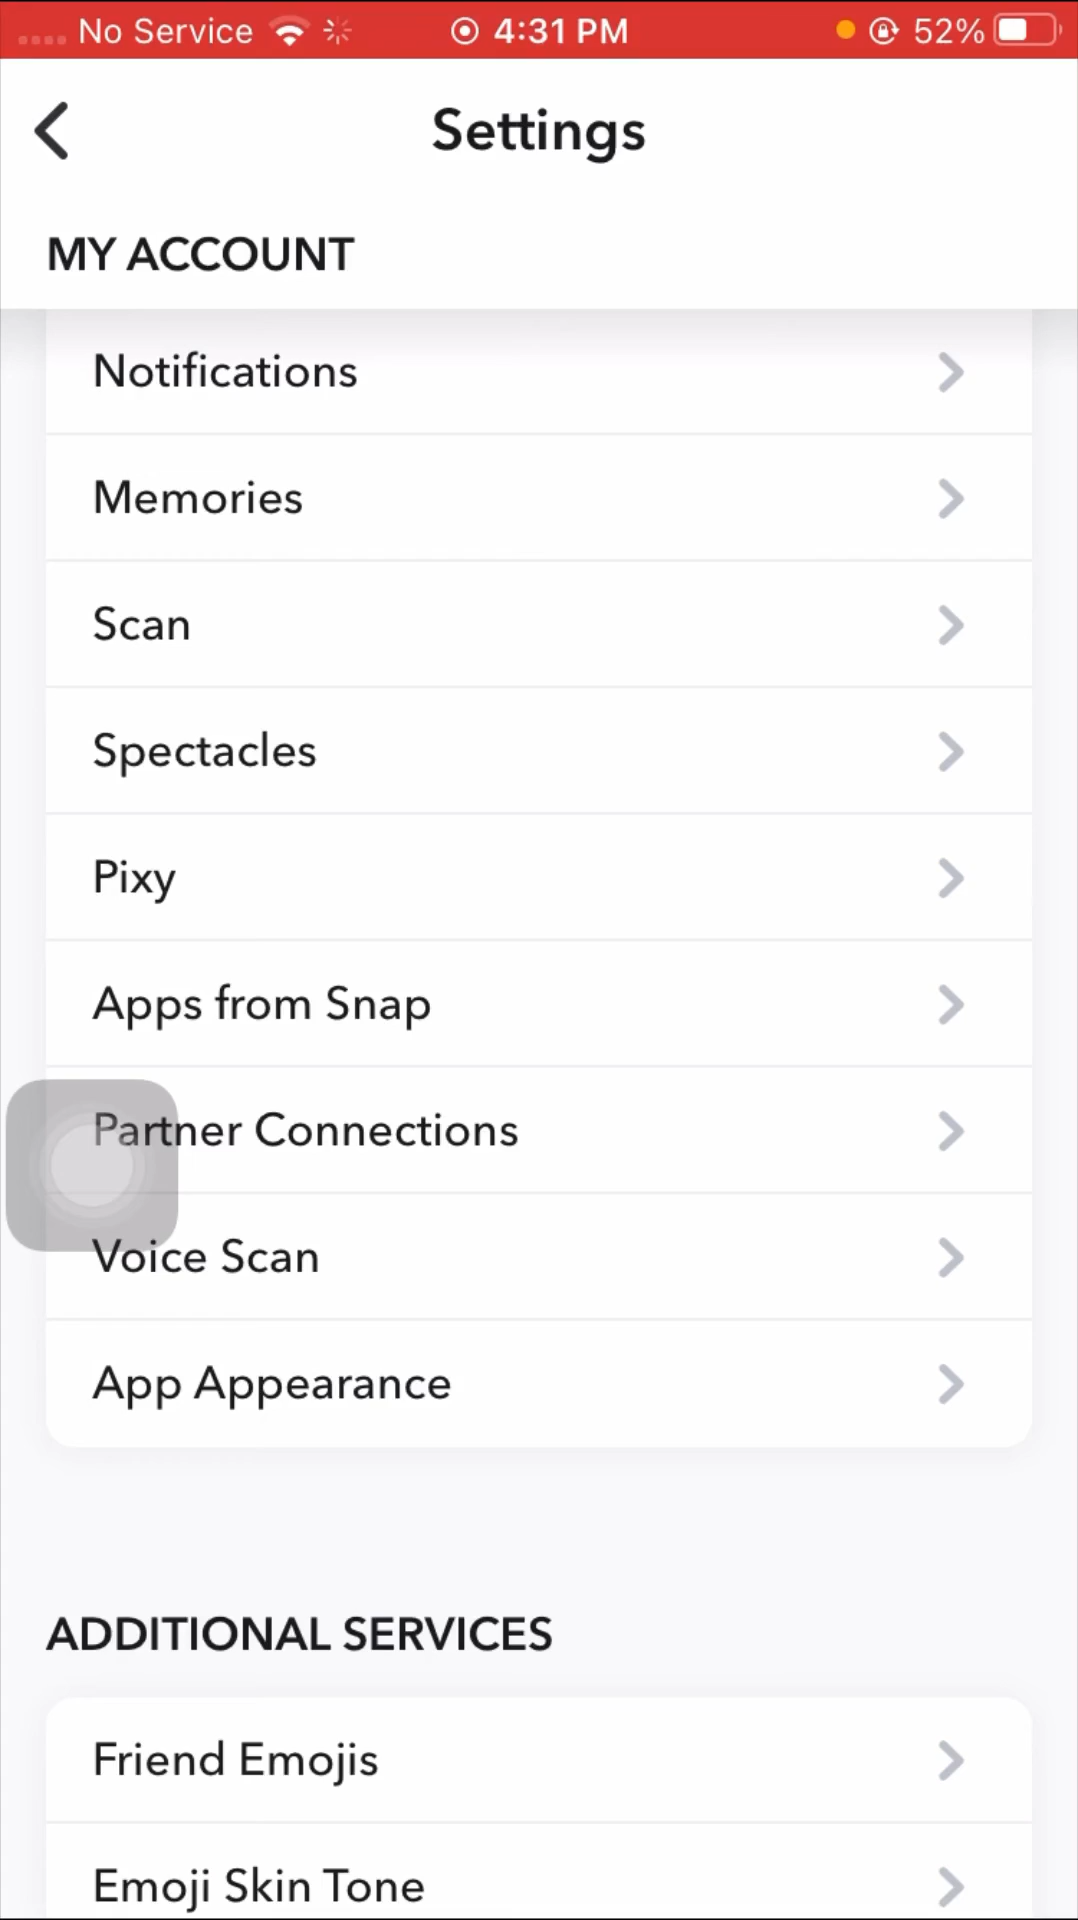 No Service 4:31 PM 52%
Settings
MY ACCOUNT
Notifications
Memories
Scan
Spectacles
Pixy
Apps from Snap
Partner Connections
Voice Scan
App Appearance
ADDITIONAL SERVICES
Friend Emojis
Emoji Skin Tone